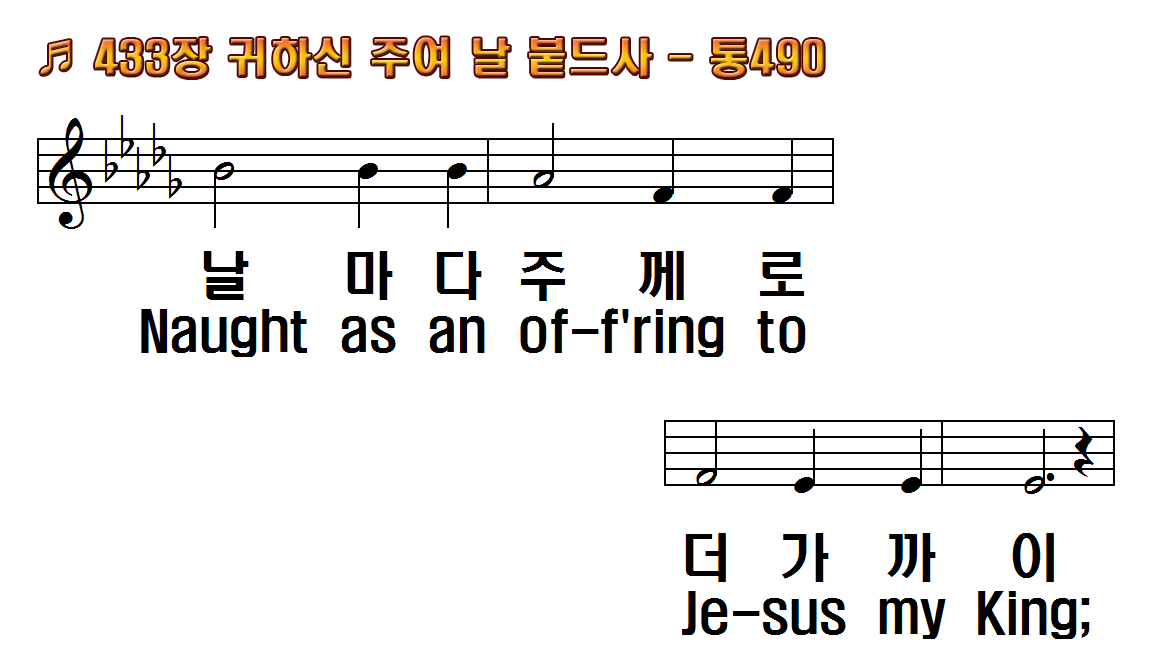 ♬ 433장 귀하신 주여 날 붙드사 - 통490
날 마 다 주 께 로
Naught as an of-f'ring to
더 가 까 이
Je-sus my King;